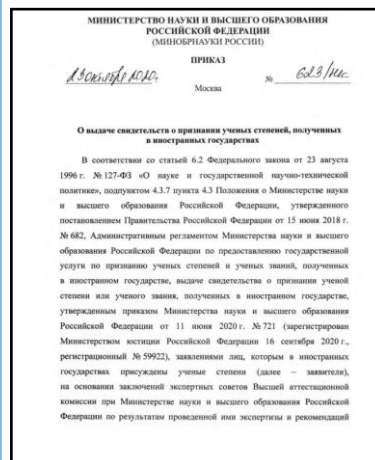 МИНИСТЕРСТВО НАУКИ И ВЫСШЕГО ОБРАЗОВАНИЯ
РОССИЙСКОЙ ФЕДЕРАЦИИ
(МИНОБРНАУКИ РОССИИ)
ПРИКАЗ
23 октября 2020. № 623/нк
Москва
О выдаче свидетельств о признании ученых степеней, полученных
в иностранных государствах
В соответствии со статьей 6.2 Федерального закона от 23 августа
1996 г. № 127-ФЗ «О науке и государственной научно-технической
политике», подпунктом 4.3.7 пункта 4.3 Положения о Министерстве науки
и высшего образования Российской Федерации, утвержденного
постановлением Правительства Российской Федерации от 15 июня 2018 г.
№ 682, Административным регламентом Министерства науки и высшего
образования Российской Федерации по предоставлению государственной
услуги по признанию ученых степеней и ученых званий, полученных
в иностранном государстве, выдаче свидетельства о признании ученой
степени или ученого звания, полученных в иностранном государстве,
утвержденным приказом Министерства науки и высшего образования
Российской Федерации от 11 июня 2020 г. № 721 (зарегистрирован
Министерством юстиции Российской Федерации 16 сентября 2020 г.,
регистрационный № 59922), заявлениями лиц, которым в иностранных
государствах присуждены ученые степени (далее – заявители),
на основании заключений экспертных советов Высшей аттестационной
комиссии при Министерстве науки и высшего образования Российской
Федерации по результатам проведенной ими экспертизы и рекомендаций